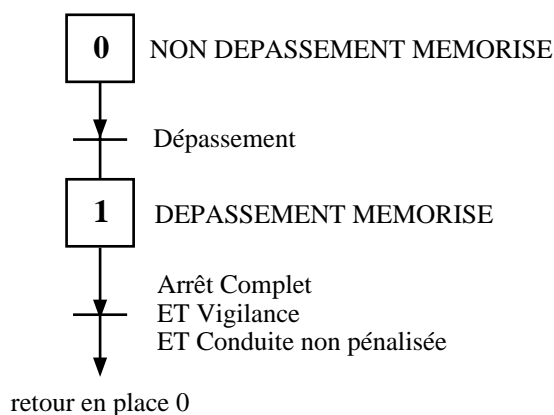 0 NON DEPASSEMENT MEMORISE
Dépassement
1 DEPASSEMENT MEMORISE
Arrêt Complet
ET Vigilance
ET Conduite non pénalisée
retour en place 0